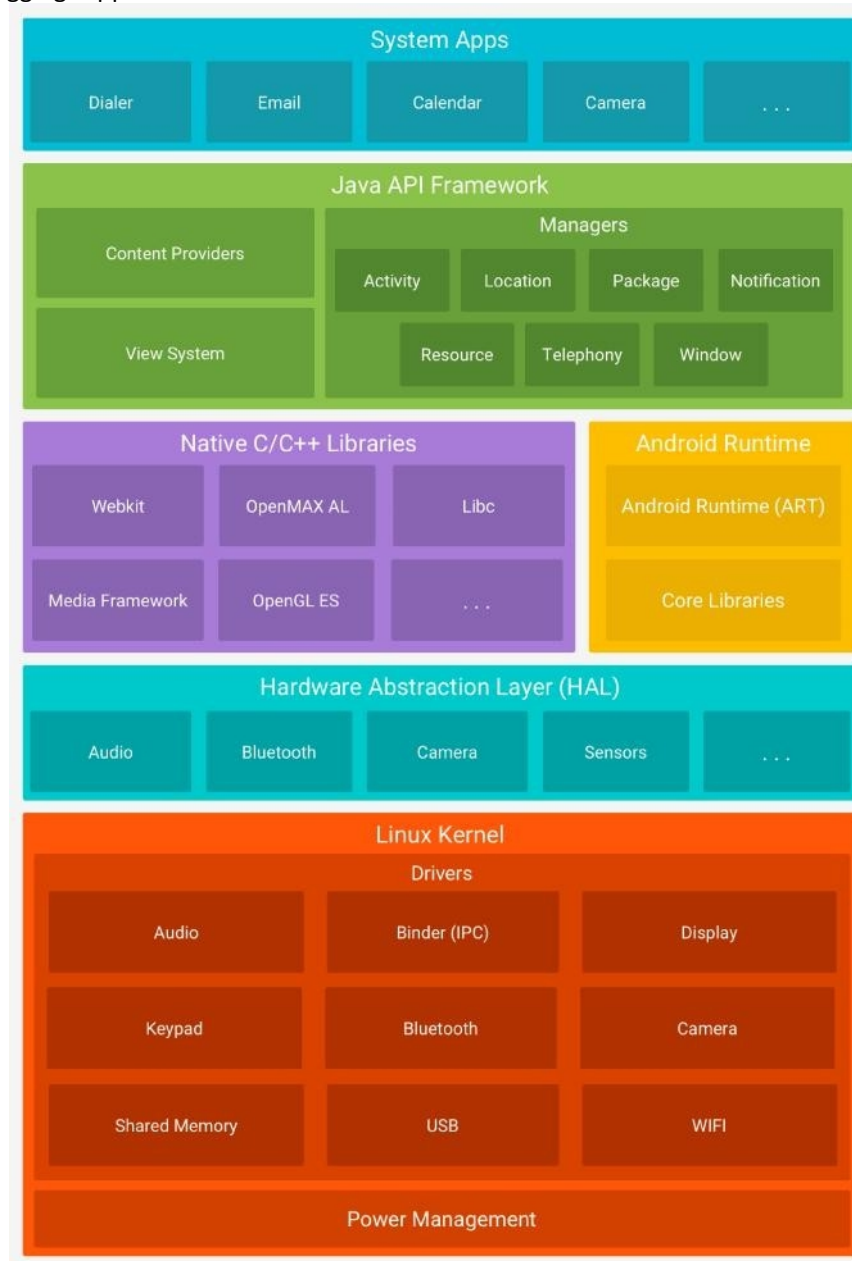 System Apps
Dialer Email Calendar Camera . . .
Java API Framework
Content Providers
View System
Managers
Activity Location Package Notification
Resource Telephony Window
Native C/C++ Libraries
Webkit OpenMAX AL Libc
Media Framework OpenGL ES . . .
Android Runtime
Android Runtime (ART)
Core Libraries
Hardware Abstraction Layer (HAL)
Audio Bluetooth Camera Sensors . . .
Linux Kernel
Drivers
Audio Binder (IPC) Display
Keypad Bluetooth Camera
Shared Memory USB WIFI
Power Management